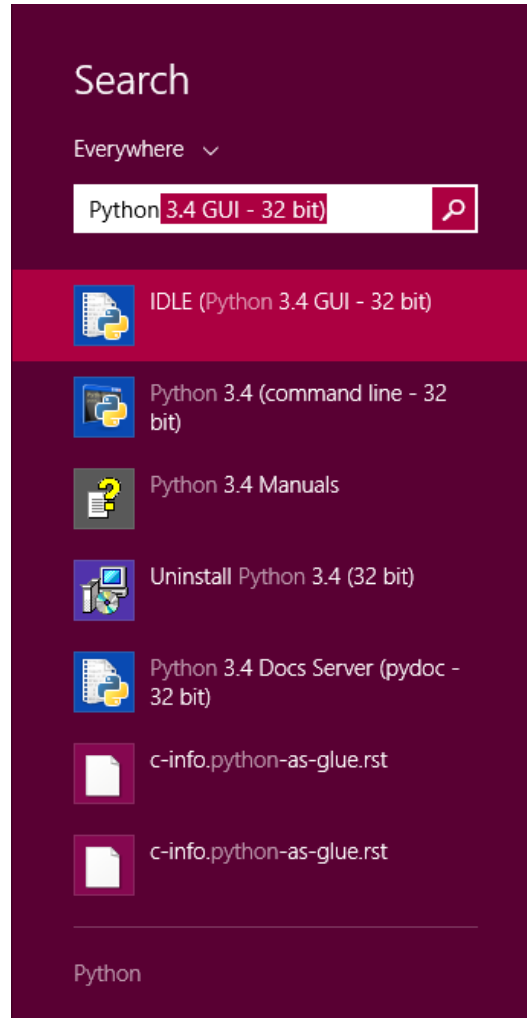 Search
Everywhere
Python 3.4 GUI - 32 bit)
IDLE (Python 3.4 GUI - 32 bit)
Python 3.4 (command line - 32
bit)
Python 3.4 Manuals
Uninstall Python 3.4 (32 bit)
Python 3.4 Docs Server (pydoc -
32 bit)
c-info.python-as-glue.rst
c-info.python-as-glue.rst
Python